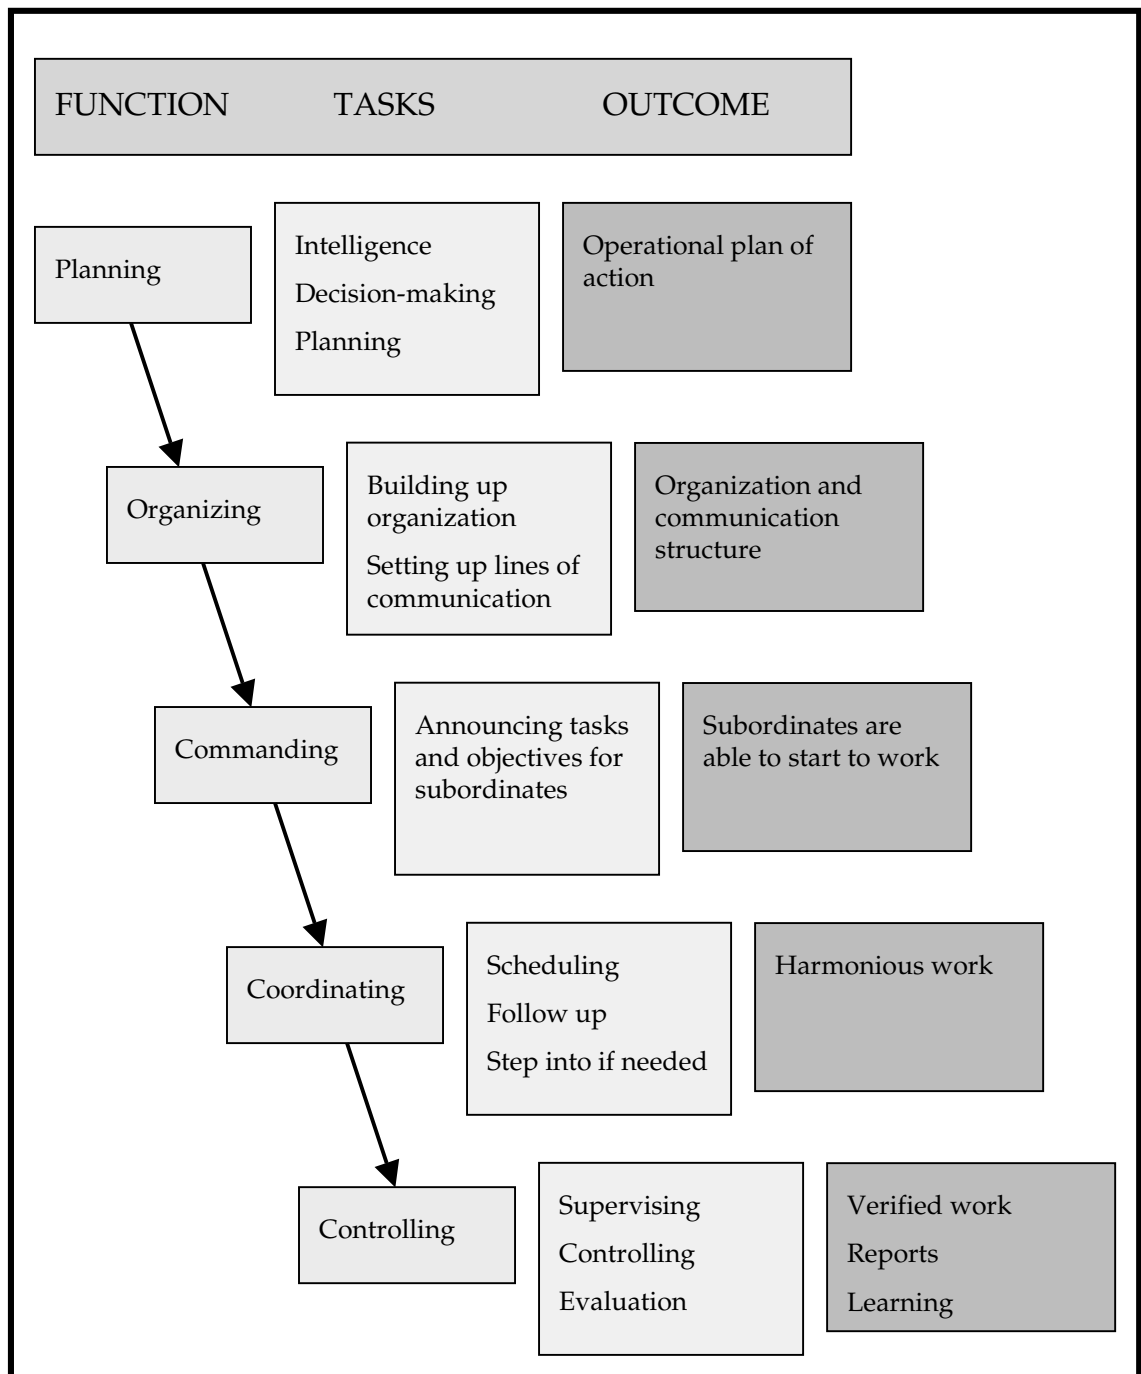 FUNCTION TASKS OUTCOME
Planning
Intelligence
Decision-making
Planning
Operational plan of
action
Organizing
Building up
organization
Setting up lines of
communication
Organization and
communication
structure
Commanding
Announcing tasks
and objectives for
subordinates
Subordinates are
able to start to work
Coordinating
Scheduling
Follow up
Step into if needed
Harmonious work
Controlling
Supervising
Controlling
Evaluation
Verified work
Reports
Learning